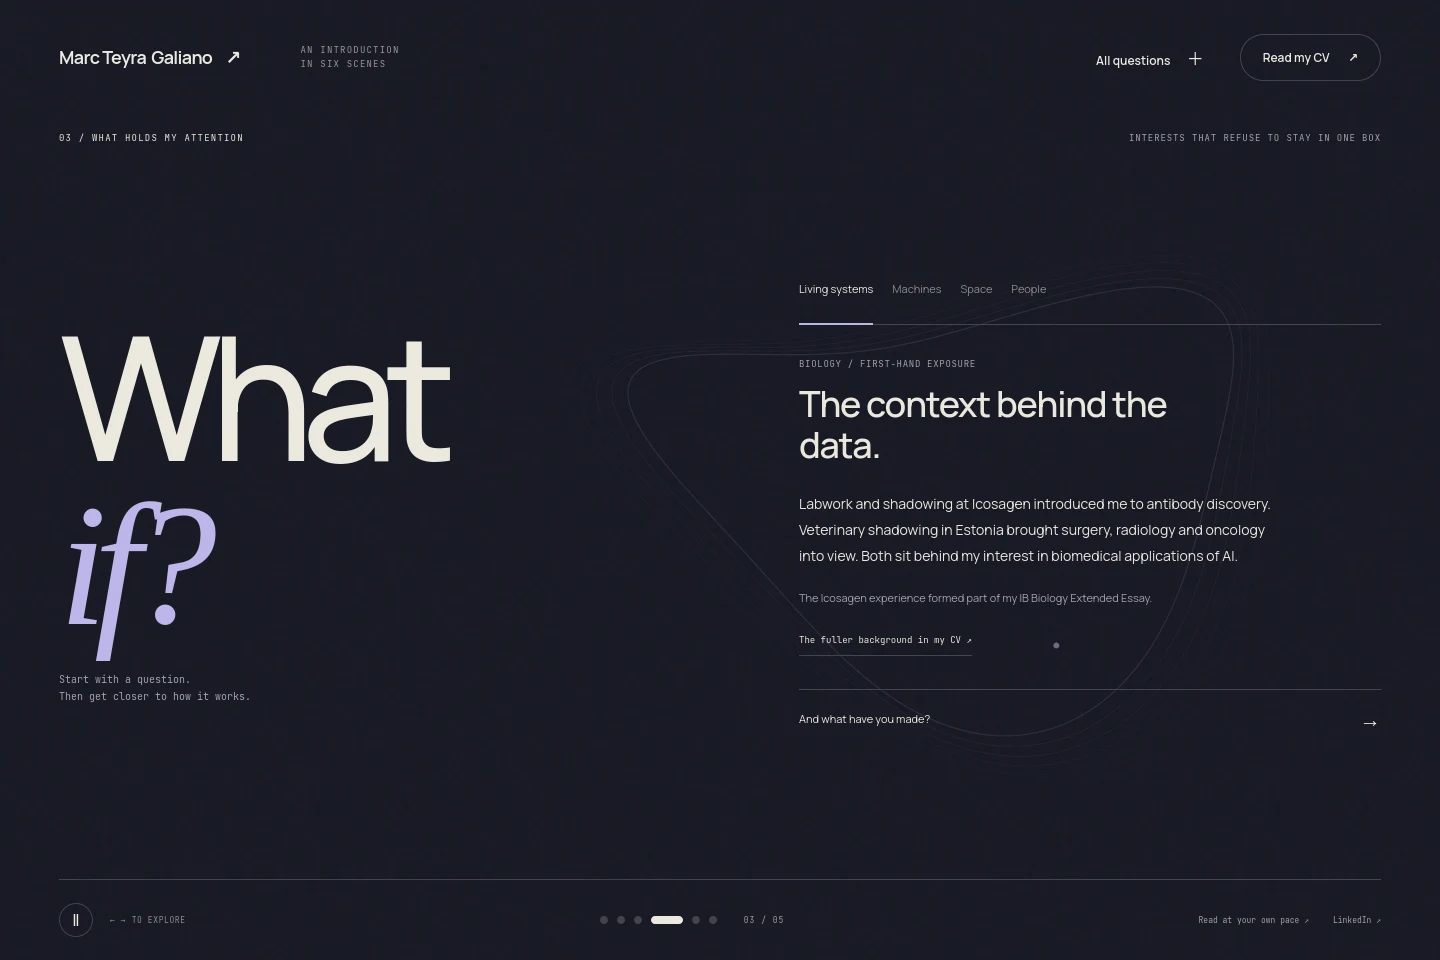 Marc Teyra Galiano ↗
AN INTRODUCTION
IN SIX SCENES
All questions +
Read my CV ↗
03 / WHAT HOLDS MY ATTENTION
INTERESTS THAT REFUSE TO STAY IN ONE BOX
What
if?
Start with a question.
Then get closer to how it works.
Living systems Machines Space People
BIOLOGY / FIRST-HAND EXPOSURE
The context behind the
data.
Labwork and shadowing at Icosagen introduced me to antibody discovery.
Veterinary shadowing in Estonia brought surgery, radiology and oncology
into view. Both sit behind my interest in biomedical applications of AI.
The Icosagen experience formed part of my IB Biology Extended Essay.
The fuller background in my CV ↗
And what have you made? →
← → TO EXPLORE
03 / 05
Read at your own pace ↗
LinkedIn ↗